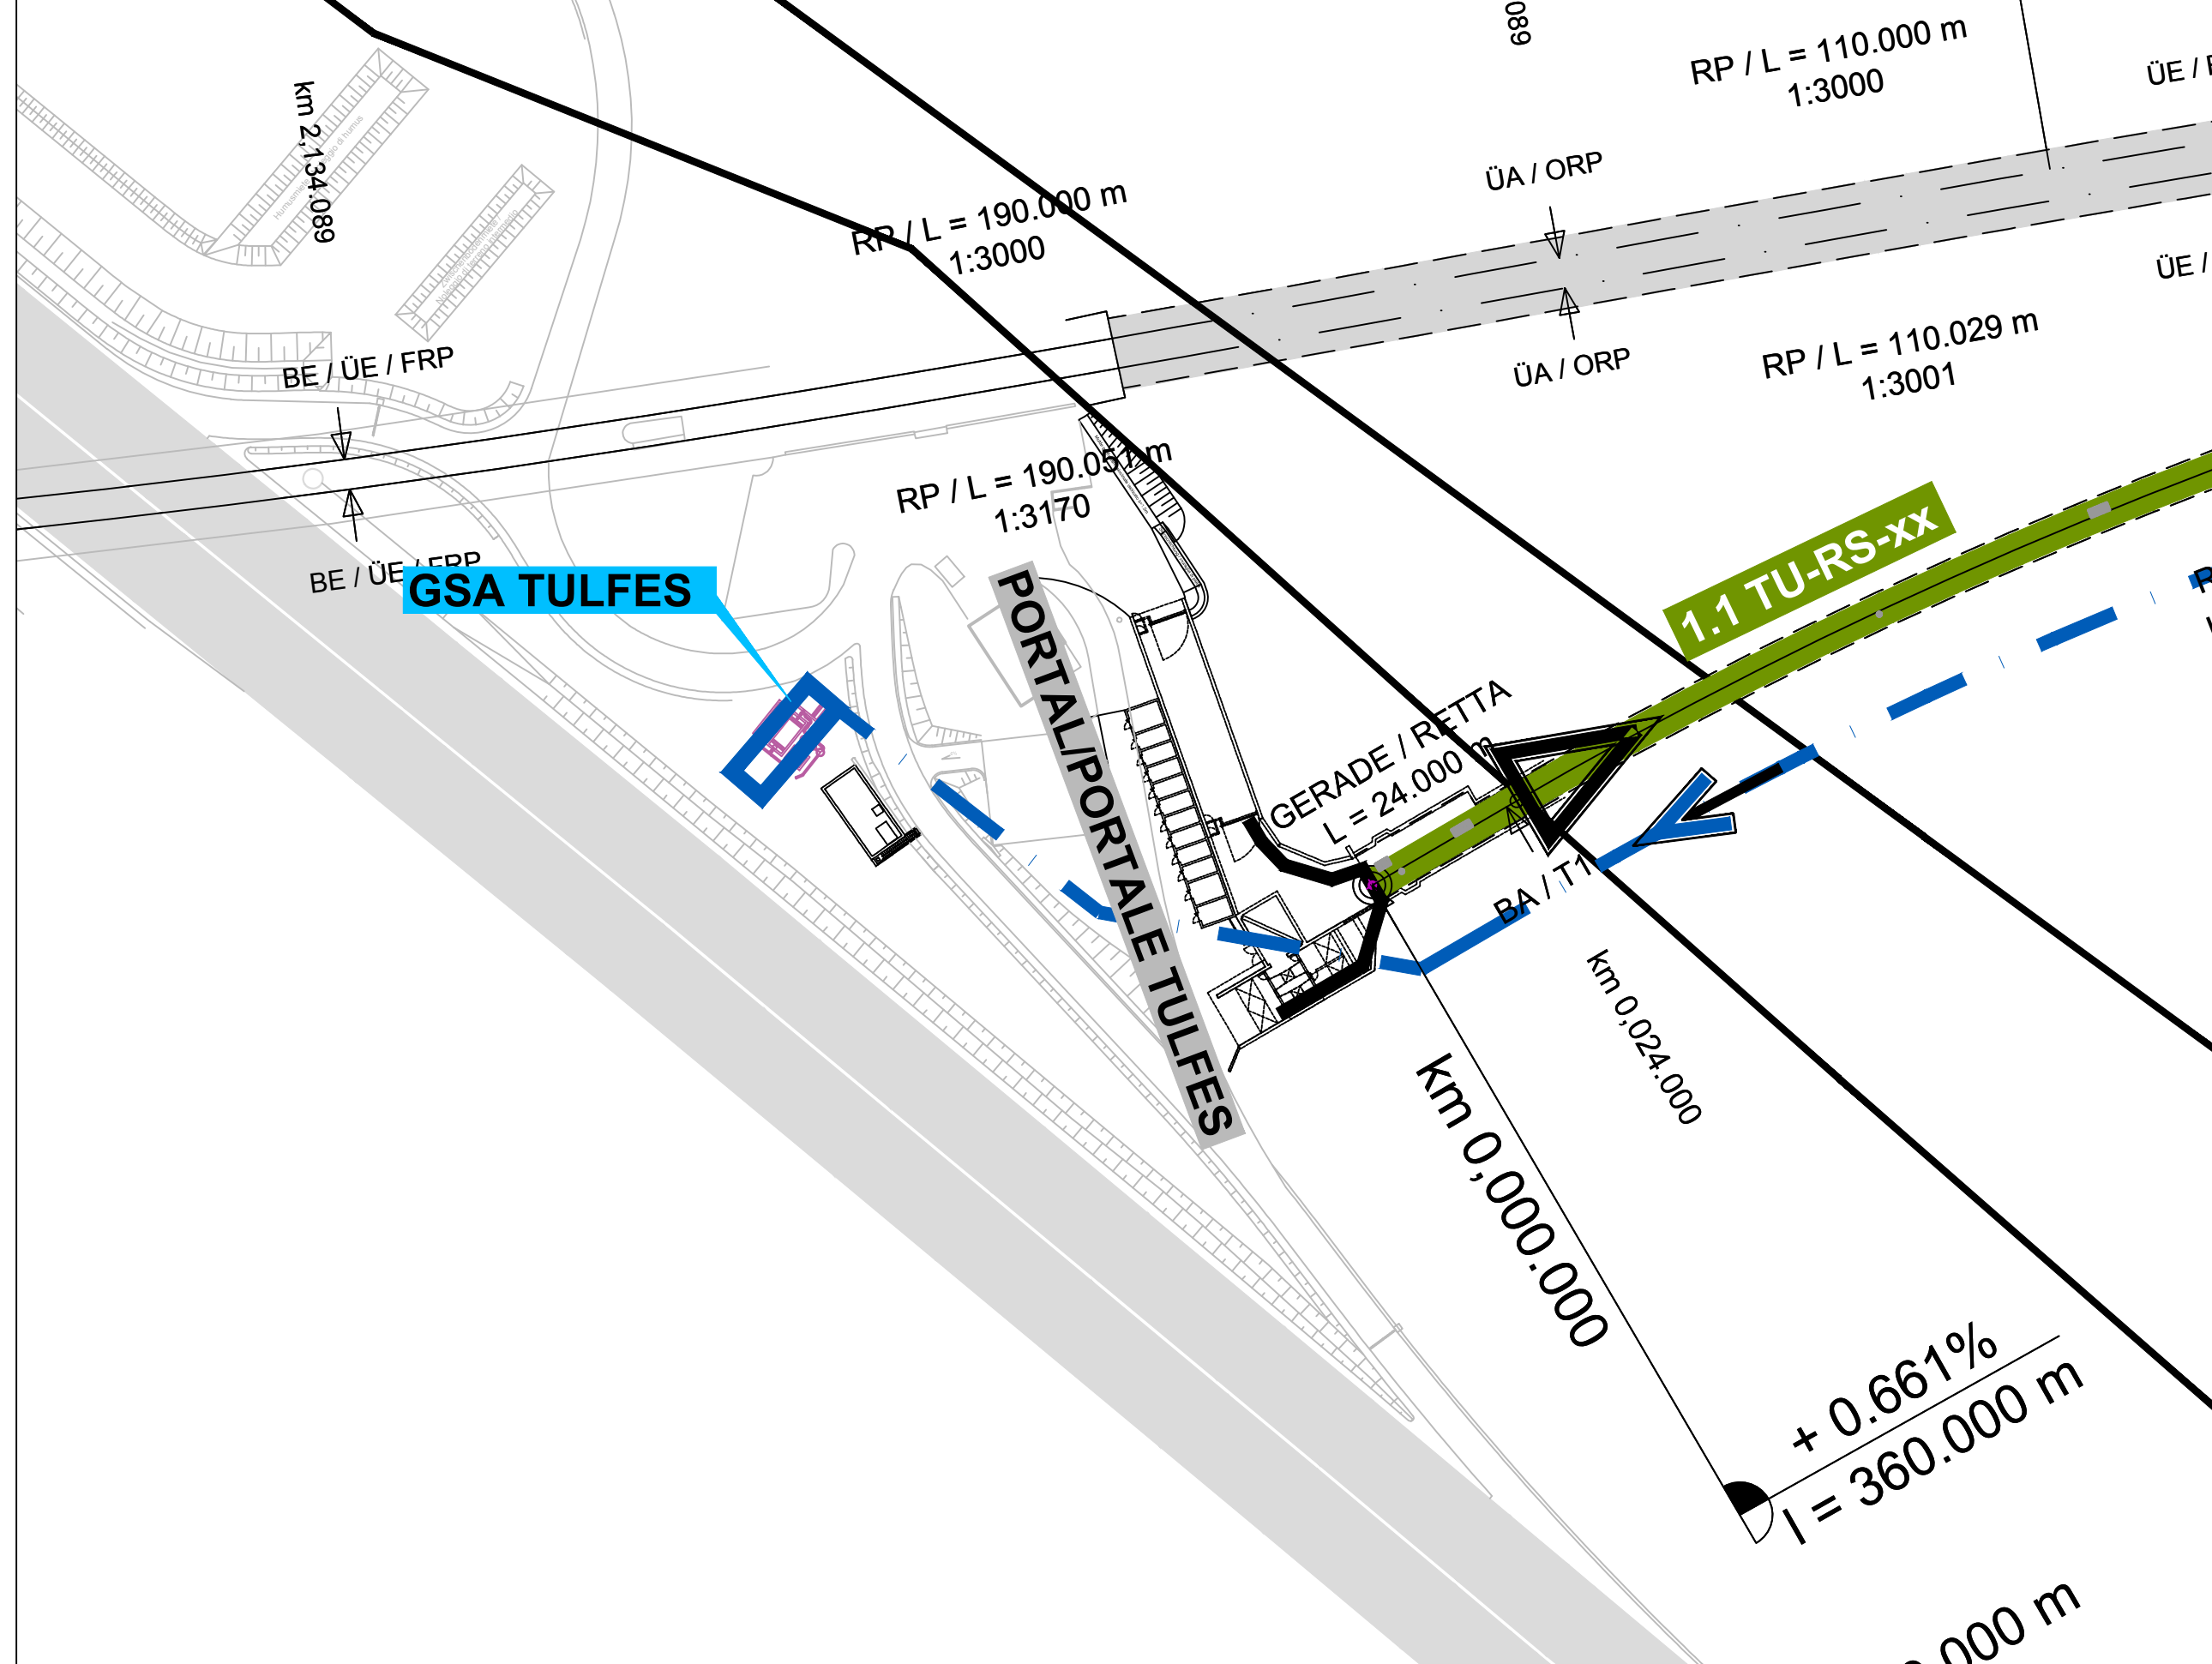 089
RP / L = 110.000 m
1:3000
km 2,134.089
ÜA / ORP
RP / L = 190.000 m
1:3000
ÜE /
RP / L = 110.029 m
1:3001
BE / ÜE / FRP
ÜA / ORP
RP / L = 190.051 m
1:3170
1.1 TU-RS-xx
BE / ÜE / FRP
GSA TULFES
PORTAL/PORTALE TULFES
GERADE / RETTA
L = 24.000 m
BA / T1
km 0,024.000
km 0,000.000
+ 0.661%
l = 360.000 m
000 m